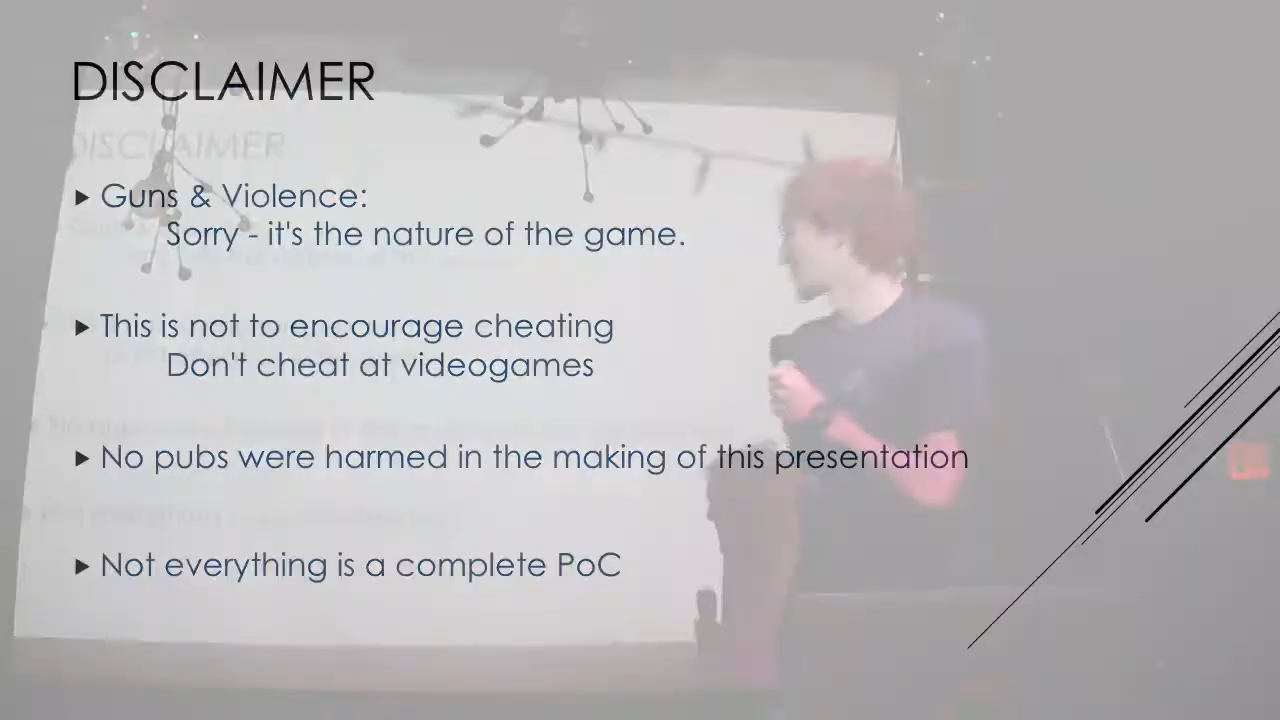 DISCLAIMER
DISCLAIMER
Guns & Violence:
Sorry - it's the nature of the game.
This is not to encourage cheating
Don't cheat at videogames
No pubs were harmed in the making of this presentation
Not everything is a complete PoC